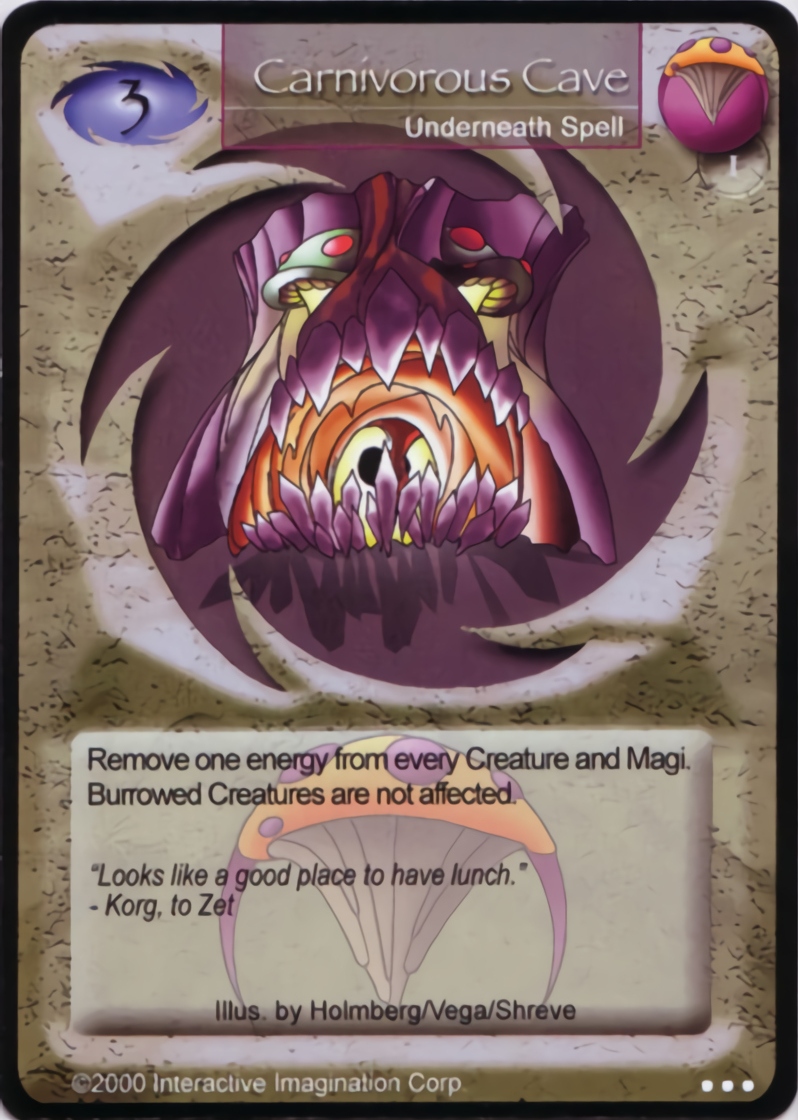 3
Carnivorous Cave
Underneath Spell
I
Remove one energy from every Creature and Magi.
Burrowed Creatures are not affected.
"Looks like a good place to have lunch."
- Korg, to Zet
Illus. by Holmberg/Vega/Shreve
©2000 Interactive Imagination Corp